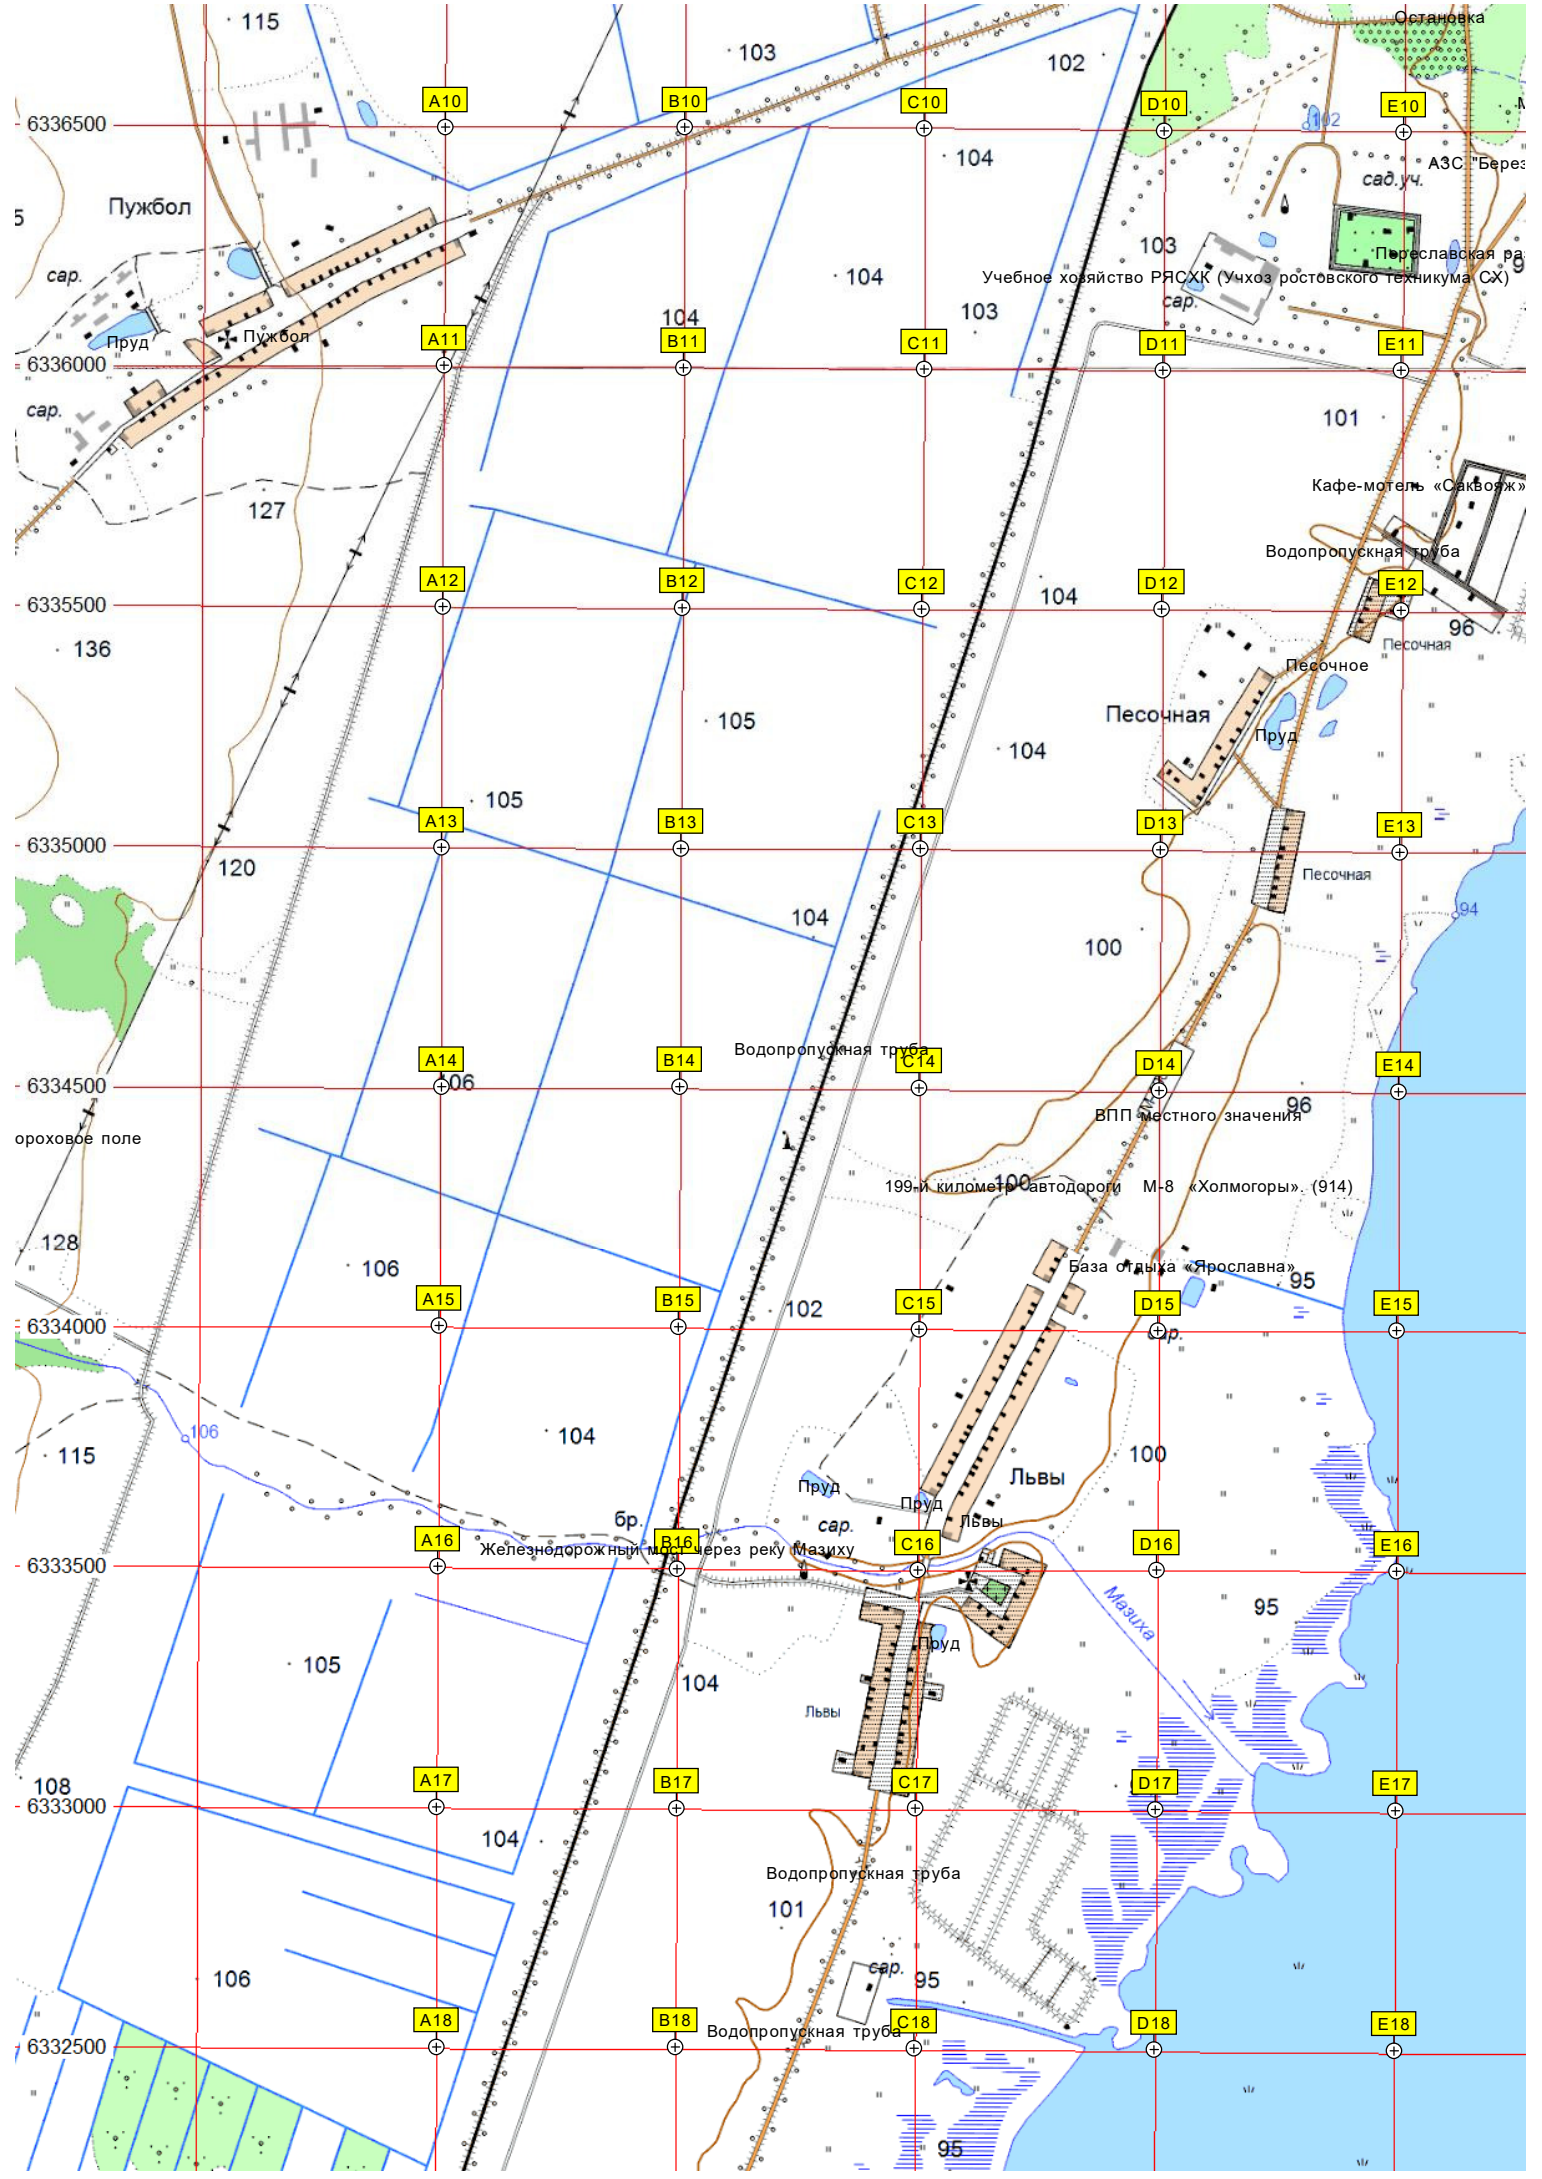 Остановка
115
103
102
A10
B10
C10
D10
E10
6336500
102
104
АЗС "Берез
сад.уч.
Пужбол
5
103
Переславская ра
9
сар.
104
Учебное хозяйство РЯСХК (Учхоз ростовского техникума СХ)
сар.
103
104
Пруд
Пужбол
A11
B11
C11
D11
E11
6336000
сар.
101
Кафе-мотель «Саквояж»
127
Водопропускная труба
A12
B12
C12
D12
E12
6335500
104
96
136
Песочная
Песочное
105
Песочная
Пруд
104
105
A13
B13
C13
D13
E13
6335000
120
Песочная
104
94
100
Водопропускная труба
A14
B14
C14
D14
E14
6334500
06
96
ВПП местного значения
ороховое поле
100
199-й километр автодороги М-8 «Холмогоры». (914)
128
106
База отдыха «Ярославна»
95
A15
B15
C15
D15
E15
102
6334000
сар.
106
104
115
100
Львы
Пруд
Пруд
Львы
бр.
сар.
A16
B16
C16
D16
E16
Железнодорожный мост через реку Мазиху
6333500
Мазиха
95
Пруд
105
104
Львы
108
A17
B17
C17
D17
E17
6333000
104
Водопропускная труба
101
сар.
106
95
A18
B18
C18
D18
E18
Водопропускная труба
6332500
95